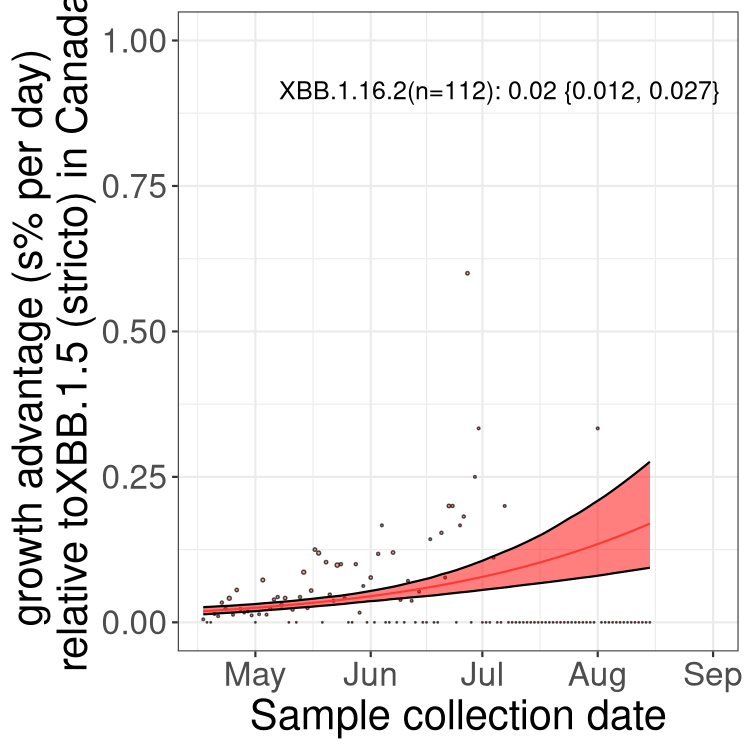 growth advantage (s% per day)
relative toXBB.1.5 (stricto) in Canada
1.00
0.75
0.50
0.25
0.00
XBB.1.16.2(n=112): 0.02 {0.012, 0.027}
May Jun Jul Aug Sep
Sample collection date